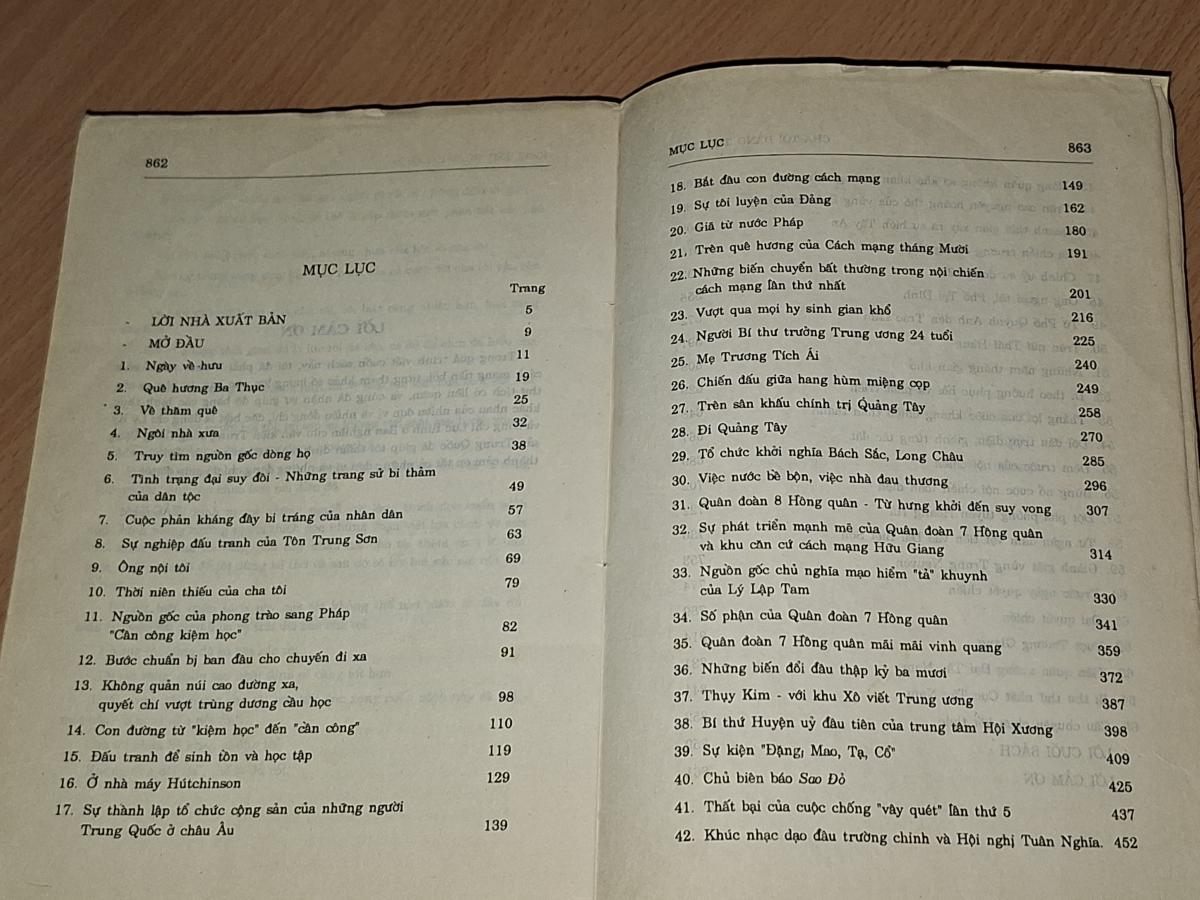 862
MỤC LỤC
Trang
- LỜI NHÀ XUẤT BẢN 5
- MỞ ĐẦU 9
1. Ngày về hưu 11
2. Quê hương Ba Thục 19
3. Về thăm quê 25
4. Ngôi nhà xưa 32
5. Truy tìm nguồn gốc dòng họ 38
6. Tình trạng đại suy đồi - Những trang sử bi thảm
của dân tộc 49
7. Cuộc phản kháng đầy bi tráng của nhân dân 57
8. Sự nghiệp đấu tranh của Tôn Trung Sơn 63
9. Ông nội tôi 69
10. Thời niên thiếu của cha tôi 79
11. Nguồn gốc của phong trào sang Pháp
"Cần công kiệm học" 82
12. Bước chuẩn bị ban đầu cho chuyến đi xa 91
13. Không quản núi cao đường xa,
quyết chí vượt trùng dương cầu học 98
14. Con đường từ "kiệm học" đến "cần công" 110
15. Đấu tranh để sinh tồn và học tập 119
16. Ở nhà máy Hútchinson 129
17. Sự thành lập tổ chức cộng sản của những người
Trung Quốc ở châu Âu 139
MỤC LỤC 863
18. Bắt đầu con đường cách mạng 149
19. Sự tôi luyện của Đảng 162
20. Giã từ nước Pháp 180
21. Trên quê hương của Cách mạng tháng Mười 191
22. Những biến chuyển bất thường trong nội chiến
cách mạng lần thứ nhất 201
23. Vượt qua mọi hy sinh gian khổ 216
24. Người Bí thư trưởng Trung ương 24 tuổi 225
25. Mẹ Trương Tích Ái 240
26. Chiến đấu giữa hang hùm miệng cọp 249
27. Trên sân khấu chính trị Quảng Tây 258
28. Đi Quảng Tây 270
29. Tổ chức khởi nghĩa Bách Sắc, Long Châu 285
30. Việc nước bề bộn, việc nhà đau thương 296
31. Quân đoàn 8 Hồng quân - Từ hưng khởi đến suy vong 307
32. Sự phát triển mạnh mẽ của Quân đoàn 7 Hồng quân
và khu căn cứ cách mạng Hữu Giang 314
33. Nguồn gốc chủ nghĩa mạo hiểm "tả" khuynh
của Lý Lập Tam 330
34. Số phận của Quân đoàn 7 Hồng quân 341
35. Quân đoàn 7 Hồng quân mãi mãi vinh quang 359
36. Những biến đổi đầu thập kỷ ba mươi 372
37. Thụy Kim - với khu Xô viết Trung ương 387
38. Bí thứ Huyện uỷ đầu tiên của trung tâm Hội Xương 398
39. Sự kiện "Đặng, Mao, Tạ, Cổ" 409
40. Chủ biên báo Sao Đỏ 425
41. Thất bại của cuộc chống "vây quét" lần thứ 5 437
42. Khúc nhạc dạo đầu trường chinh và Hội nghị Tuân Nghĩa. 452